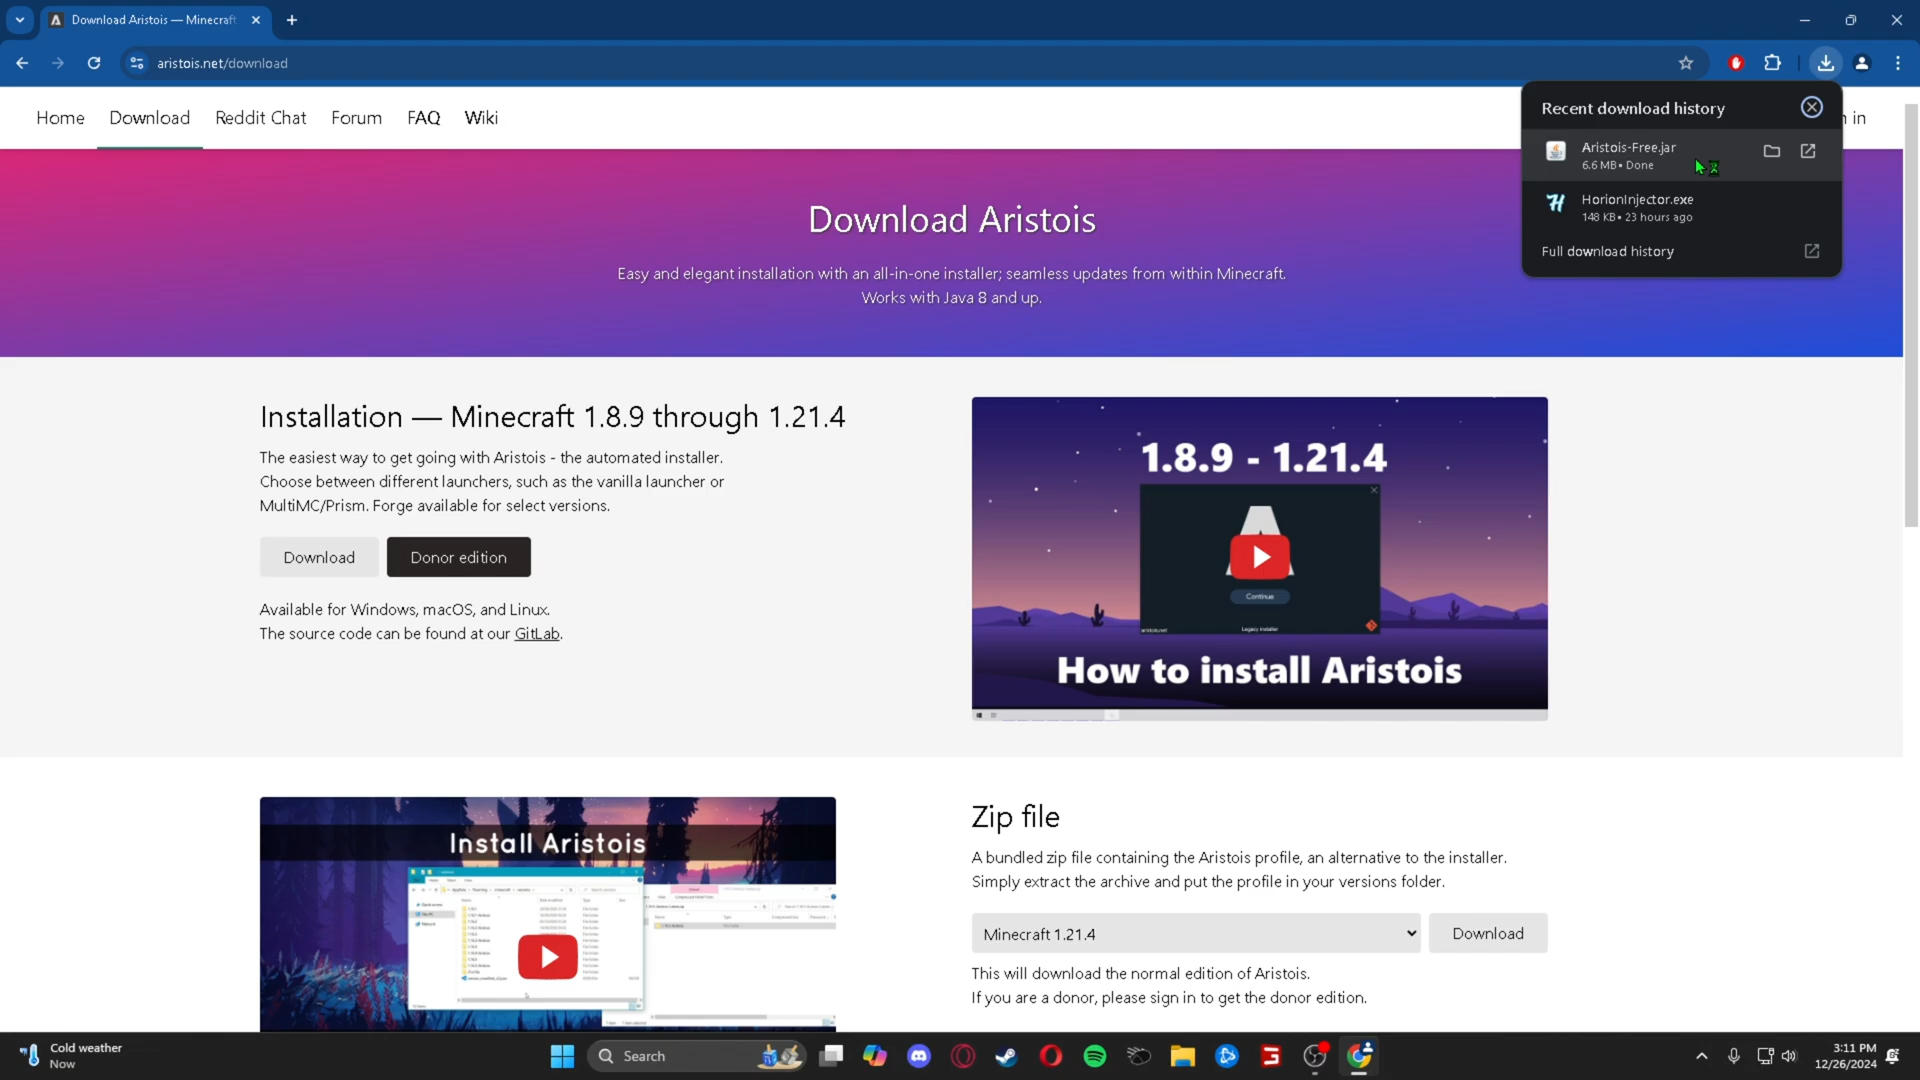 Download Aristois — Minecraft
aristois.net/download
Home
Download
Reddit Chat
Forum
FAQ
Wiki
in
Recent download history
Aristois-Free.jar
6.6 MB • Done
HorionInjector.exe
148 KB • 23 hours ago
Full download history
Download Aristois
Easy and elegant installation with an all-in-one installer; seamless updates from within Minecraft.
Works with Java 8 and up.
Installation — Minecraft 1.8.9 through 1.21.4
The easiest way to get going with Aristois - the automated installer.
Choose between different launchers, such as the vanilla launcher or
MultiMC/Prism. Forge available for select versions.
Download
Donor edition
Available for Windows, macOS, and Linux.
The source code can be found at our GitLab.
1.8.9 - 1.21.4
Continue
aristois.net
Legacy installer
How to install Aristois
Install Aristois
Zip file
A bundled zip file containing the Aristois profile, an alternative to the installer.
Simply extract the archive and put the profile in your versions folder.
Minecraft 1.21.4
Download
This will download the normal edition of Aristois.
If you are a donor, please sign in to get the donor edition.
Cold weather
Now
Search
3:11 PM
12/26/2024